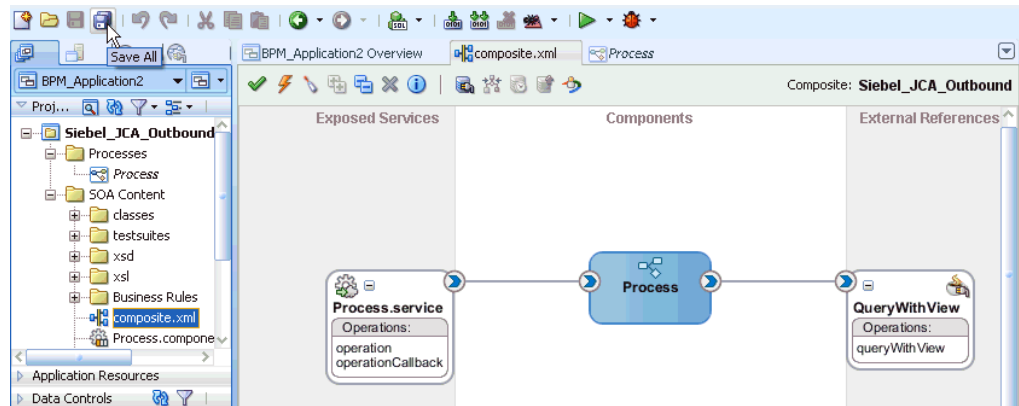 Save All
BPM_Application2 Overview
composite.xml
Process
BPM_Application2
Proj...
Composite: Siebel_JCA_Outbound
Siebel_JCA_Outbound
Processes
Process
SOA Content
classes
testsuites
xsd
xsl
Business Rules
composite.xml
Process.compone
Application Resources
Data Controls
Exposed Services
Components
External References
Process.service
Operations:
operation
operationCallback
Process
QueryWithView
Operations:
queryWithView